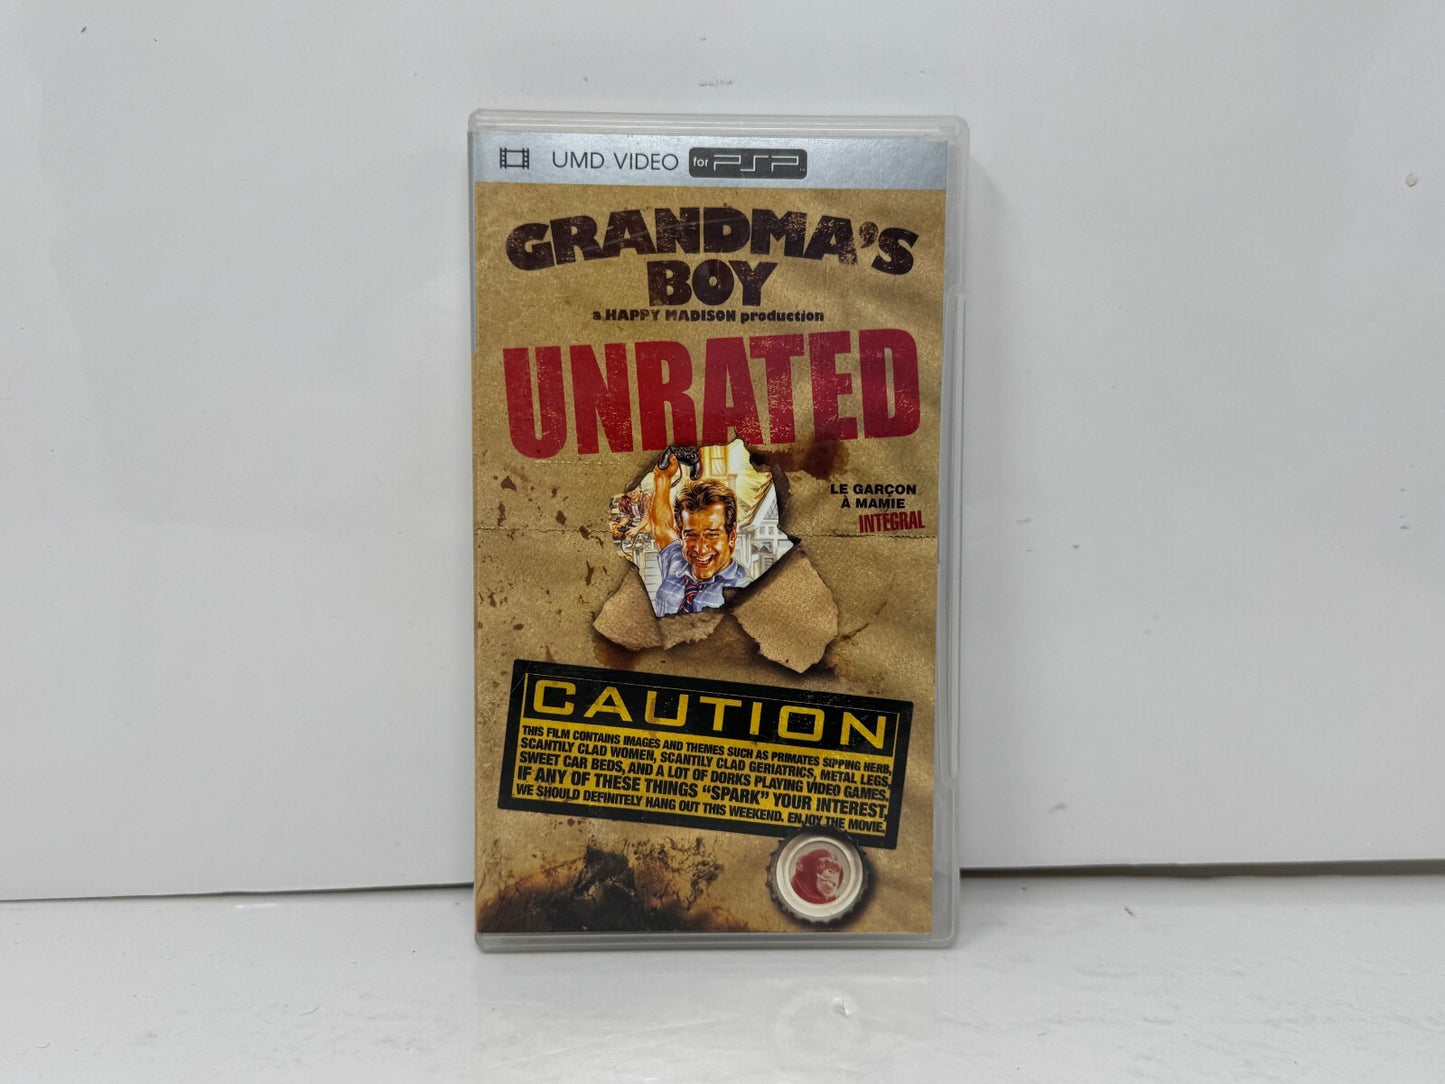 UMD VIDEO for PSP
GRANDMA'S
BOY
a HAPPY MADISON production
UNRATED
LE GARÇON
À MAMIE
INTÉGRAL
CAUTION
THIS FILM CONTAINS IMAGES AND THEMES SUCH AS PRIMATES SIPPING HERB,
SCANTILY CLAD WOMEN, SCANTILY CLAD GERIATRICS, METAL LEGS,
SWEET CAR BEDS, AND A LOT OF DORKS PLAYING VIDEO GAMES.
IF ANY OF THESE THINGS “SPARK” YOUR INTEREST,
WE SHOULD DEFINITELY HANG OUT THIS WEEKEND. ENJOY THE MOVIE.